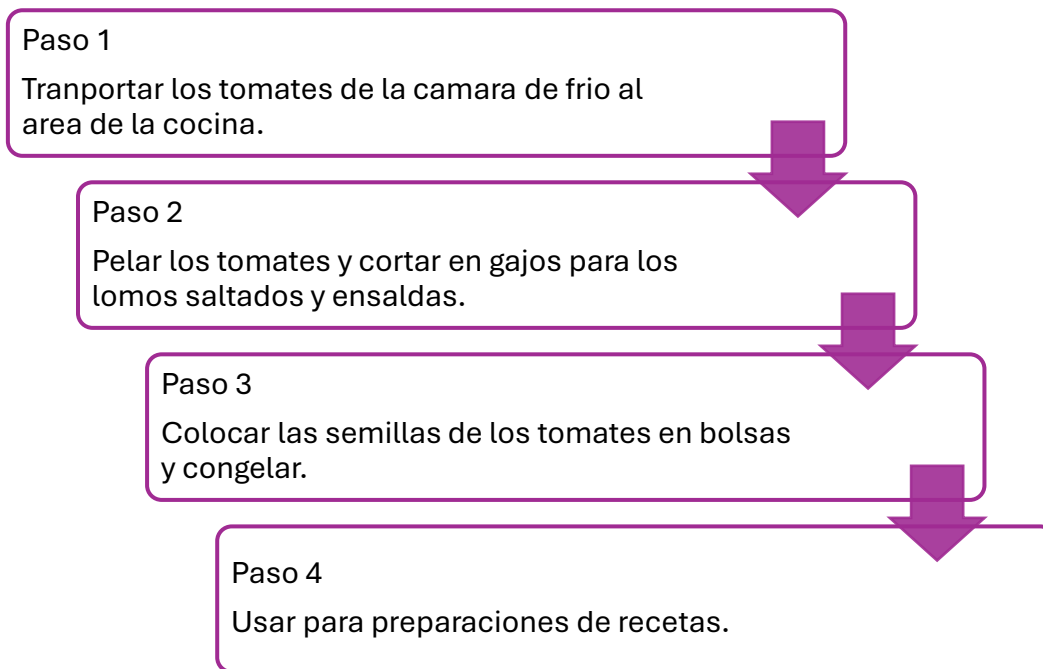 Paso 1
Tranportar los tomates de la camara de frio al
area de la cocina.
Paso 2
Pelar los tomates y cortar en gajos para los
lomos saltados y ensaldas.
Paso 3
Colocar las semillas de los tomates en bolsas
y congelar.
Paso 4
Usar para preparaciones de recetas.